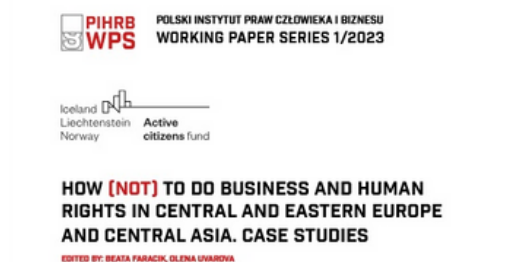 PIHRB
WPS
POLSKI INSTYTUT PRAW CZŁOWIEKA I BIZNESU
WORKING PAPER SERIES 1/2023
Iceland
Liechtenstein Active
Norway citizens fund
HOW (NOT) TO DO BUSINESS AND HUMAN
RIGHTS IN CENTRAL AND EASTERN EUROPE
AND CENTRAL ASIA. CASE STUDIES
EDITED BY: BEATA FARACIK, OLENA UVAROVA